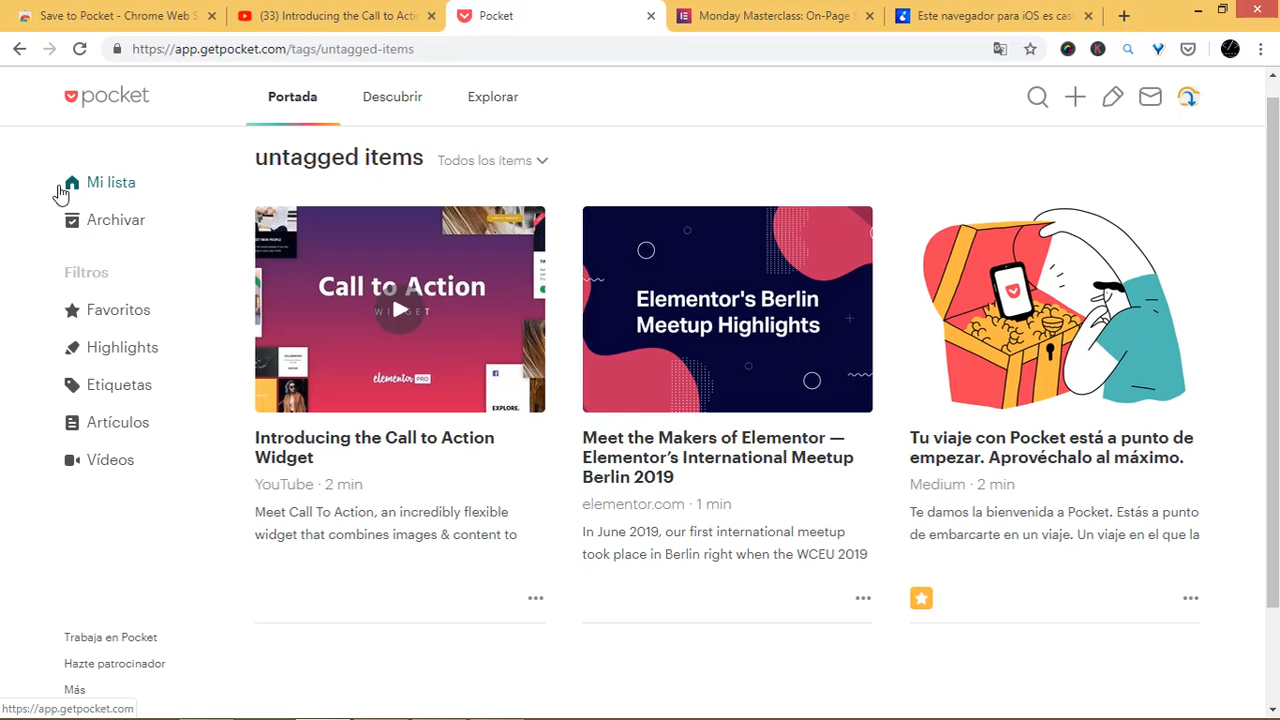 Save to Pocket - Chrome Web S
(33) Introducing the Call to Actio
Pocket
Monday Masterclass: On-Page S
Este navegador para iOS es casi
https://app.getpocket.com/tags/untagged-items
pocket
Portada
Descubrir
Explorar
untagged items
Todos los ítems
Mi lista
Archivar
Filtros
Favoritos
Highlights
Etiquetas
Artículos
Vídeos
Call to Action
WIDGET
elementor PRO
EXPLORE.
Elementor's Berlin
Meetup Highlights
Introducing the Call to Action
Widget
YouTube · 2 min
Meet Call To Action, an incredibly flexible
widget that combines images & content to
Meet the Makers of Elementor —
Elementor's International Meetup
Berlin 2019
elementor.com · 1 min
In June 2019, our first international meetup
took place in Berlin right when the WCEU 2019
Tu viaje con Pocket está a punto de
empezar. Aprovéchalo al máximo.
Medium · 2 min
Te damos la bienvenida a Pocket. Estás a punto
de embarcarte en un viaje. Un viaje en el que la
Trabaja en Pocket
Hazte patrocinador
Más
https://app.getpocket.com